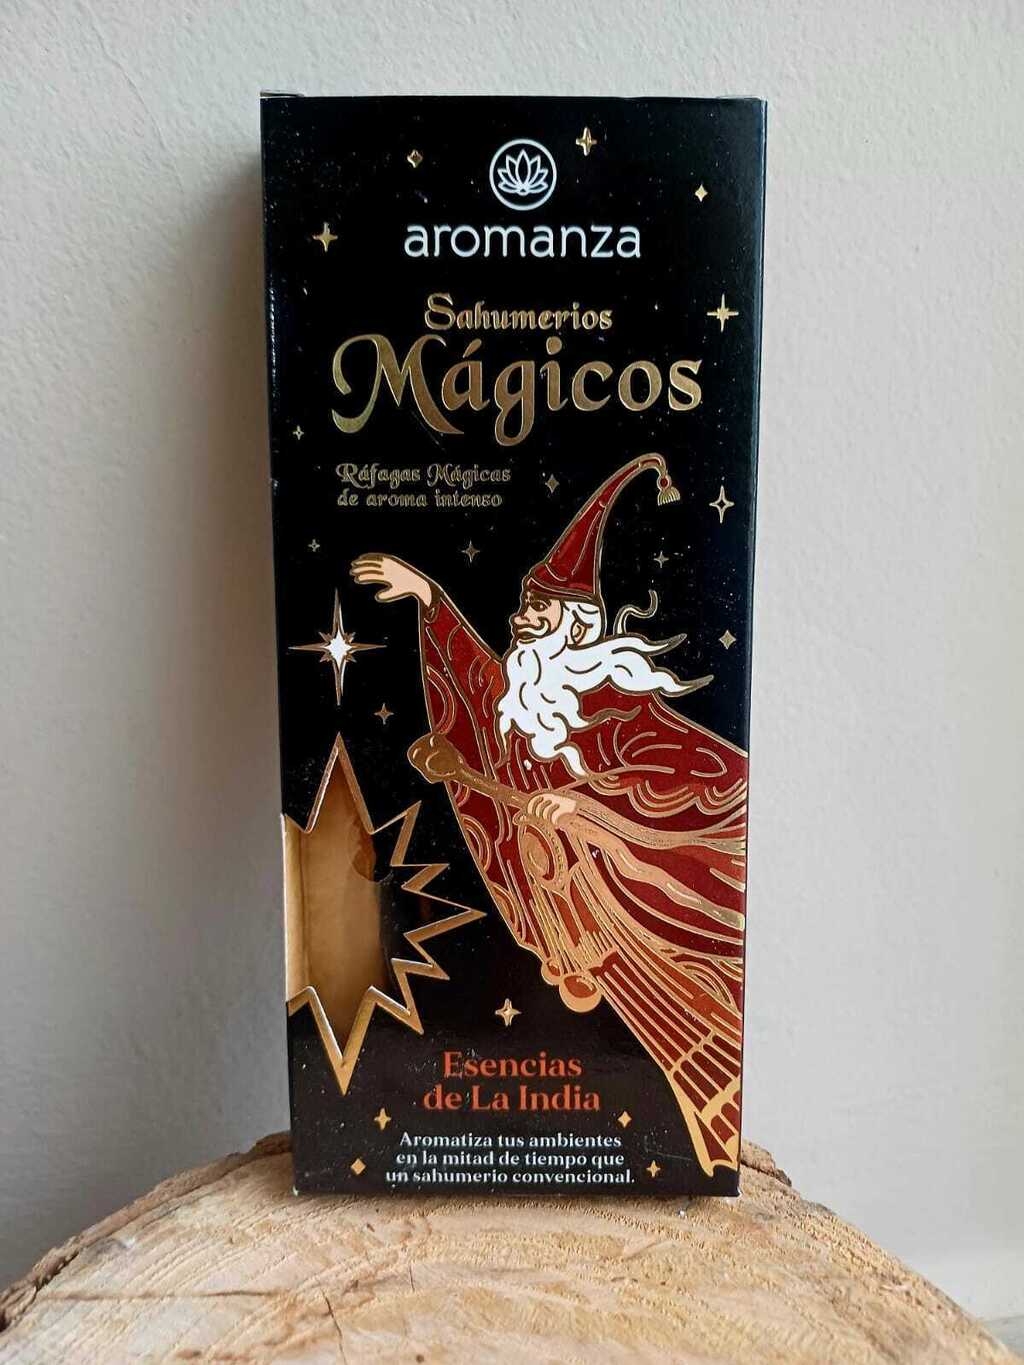 aromanza
Sahumerios
Mágicos
Ráfagas Mágicas
de aroma intenso
Esencias
de La India
Aromatiza tus ambientes
en la mitad de tiempo que
un sahumerio convencional.